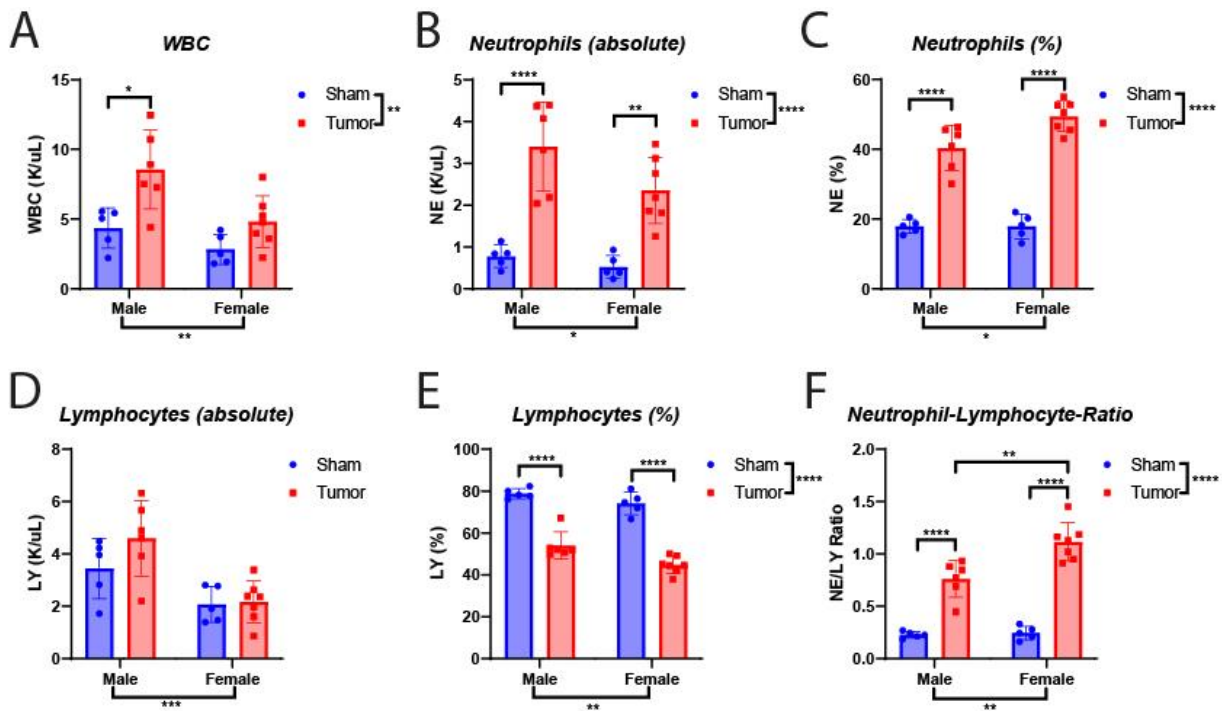 A
WBC
WBC (K/uL)
15
10
5
0
*
Sham
Tumor
**
Male
Female
**
B
Neutrophils (absolute)
NE (K/uL)
5
4
3
2
1
0
****
**
Sham
Tumor
****
Male
Female
*
C
Neutrophils (%)
NE (%)
60
40
20
0
****
****
Sham
Tumor
****
Male
Female
*
D
Lymphocytes (absolute)
LY (K/uL)
8
6
4
2
0
Sham
Tumor
Male
Female
***
E
Lymphocytes (%)
LY (%)
100
80
60
40
20
0
****
****
Sham
Tumor
****
Male
Female
**
F
Neutrophil-Lymphocyte-Ratio
NE/LY Ratio
2.0
1.5
1.0
0.5
0.0
**
****
****
Sham
Tumor
****
Male
Female
**